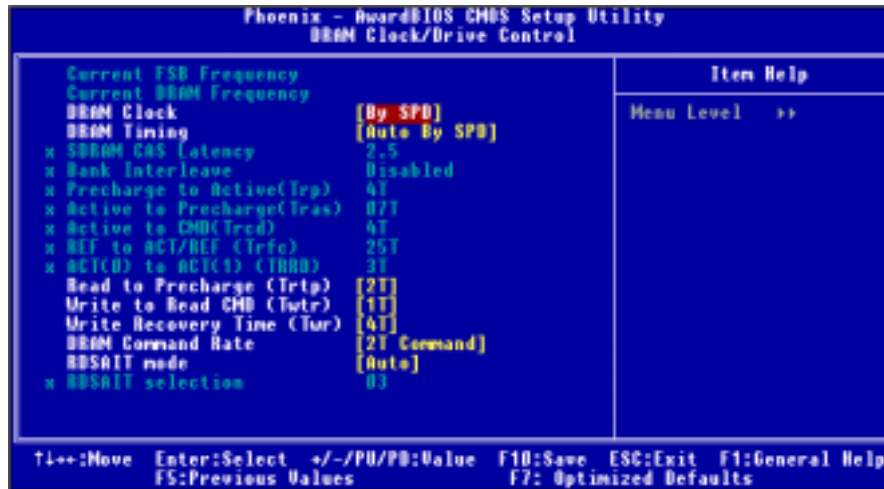 Phoenix - AwardBIOS CMOS Setup Utility
DRAM Clock/Drive Control
Current FSB Frequency
Current DRAM Frequency
DRAM Clock [By SPD]
DRAM Timing [Auto By SPD]
x SDRAM CAS Latency 2.5
x Bank Interleave Disabled
x Precharge to Active(Trp) 4T
x Active to Precharge(Tras) 07T
x Active to CMD(Trcd) 4T
x REF to ACT/REF (Trfc) 25T
x ACT(0) to ACT(1) (TRRD) 3T
Read to Precharge (Trtp) [2T]
Write to Read CMD (Twtr) [1T]
Write Recovery Time (Twr) [4T]
DRAM Command Rate [2T Command]
RDSAIT mode [Auto]
x RDSAIT selection 03
Item Help
Menu Level ▸▸
↑↓→←:Move Enter:Select +/-/PU/PD:Value F10:Save ESC:Exit F1:General Help
F5:Previous Values F7: Optimized Defaults